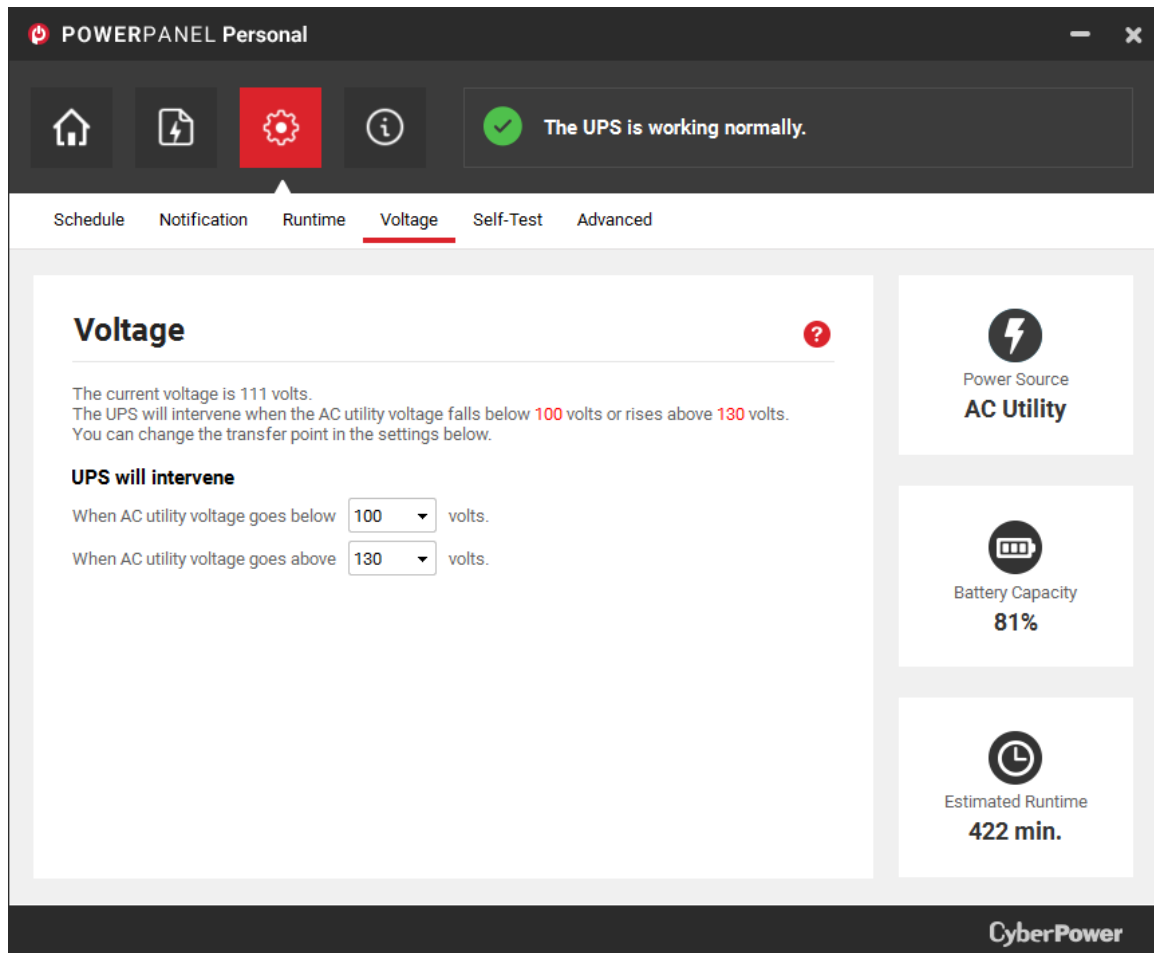 POWERPANEL Personal
The UPS is working normally.
Schedule Notification Runtime Voltage Self-Test Advanced
Voltage
?
The current voltage is 111 volts.
The UPS will intervene when the AC utility voltage falls below 100 volts or rises above 130 volts.
You can change the transfer point in the settings below.
UPS will intervene
When AC utility voltage goes below 100 volts.
When AC utility voltage goes above 130 volts.
Power Source
AC Utility
Battery Capacity
81%
Estimated Runtime
422 min.
CyberPower